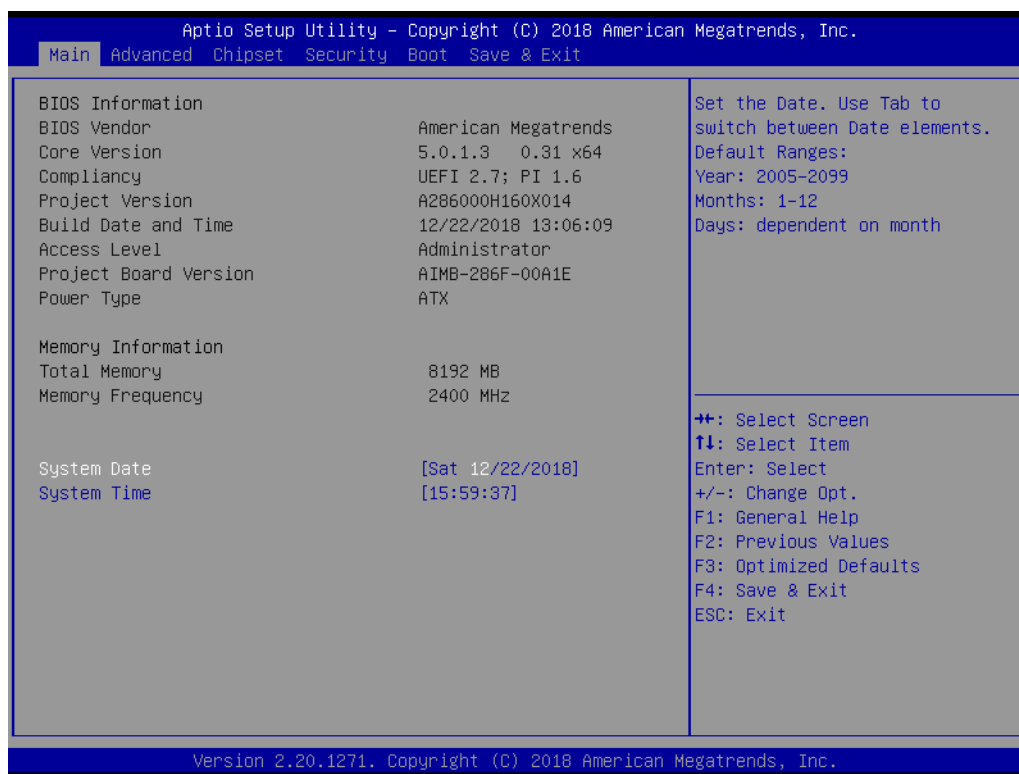 Aptio Setup Utility – Copyright (C) 2018 American Megatrends, Inc.
Main Advanced Chipset Security Boot Save & Exit
BIOS Information
BIOS Vendor American Megatrends
Core Version 5.0.1.3 0.31 x64
Compliancy UEFI 2.7; PI 1.6
Project Version A286000H160X014
Build Date and Time 12/22/2018 13:06:09
Access Level Administrator
Project Board Version AIMB-286F-00A1E
Power Type ATX
Memory Information
Total Memory 8192 MB
Memory Frequency 2400 MHz
System Date [Sat 12/22/2018]
System Time [15:59:37]
Set the Date. Use Tab to
switch between Date elements.
Default Ranges:
Year: 2005-2099
Months: 1-12
Days: dependent on month
→←: Select Screen
↑↓: Select Item
Enter: Select
+/-: Change Opt.
F1: General Help
F2: Previous Values
F3: Optimized Defaults
F4: Save & Exit
ESC: Exit
Version 2.20.1271. Copyright (C) 2018 American Megatrends, Inc.